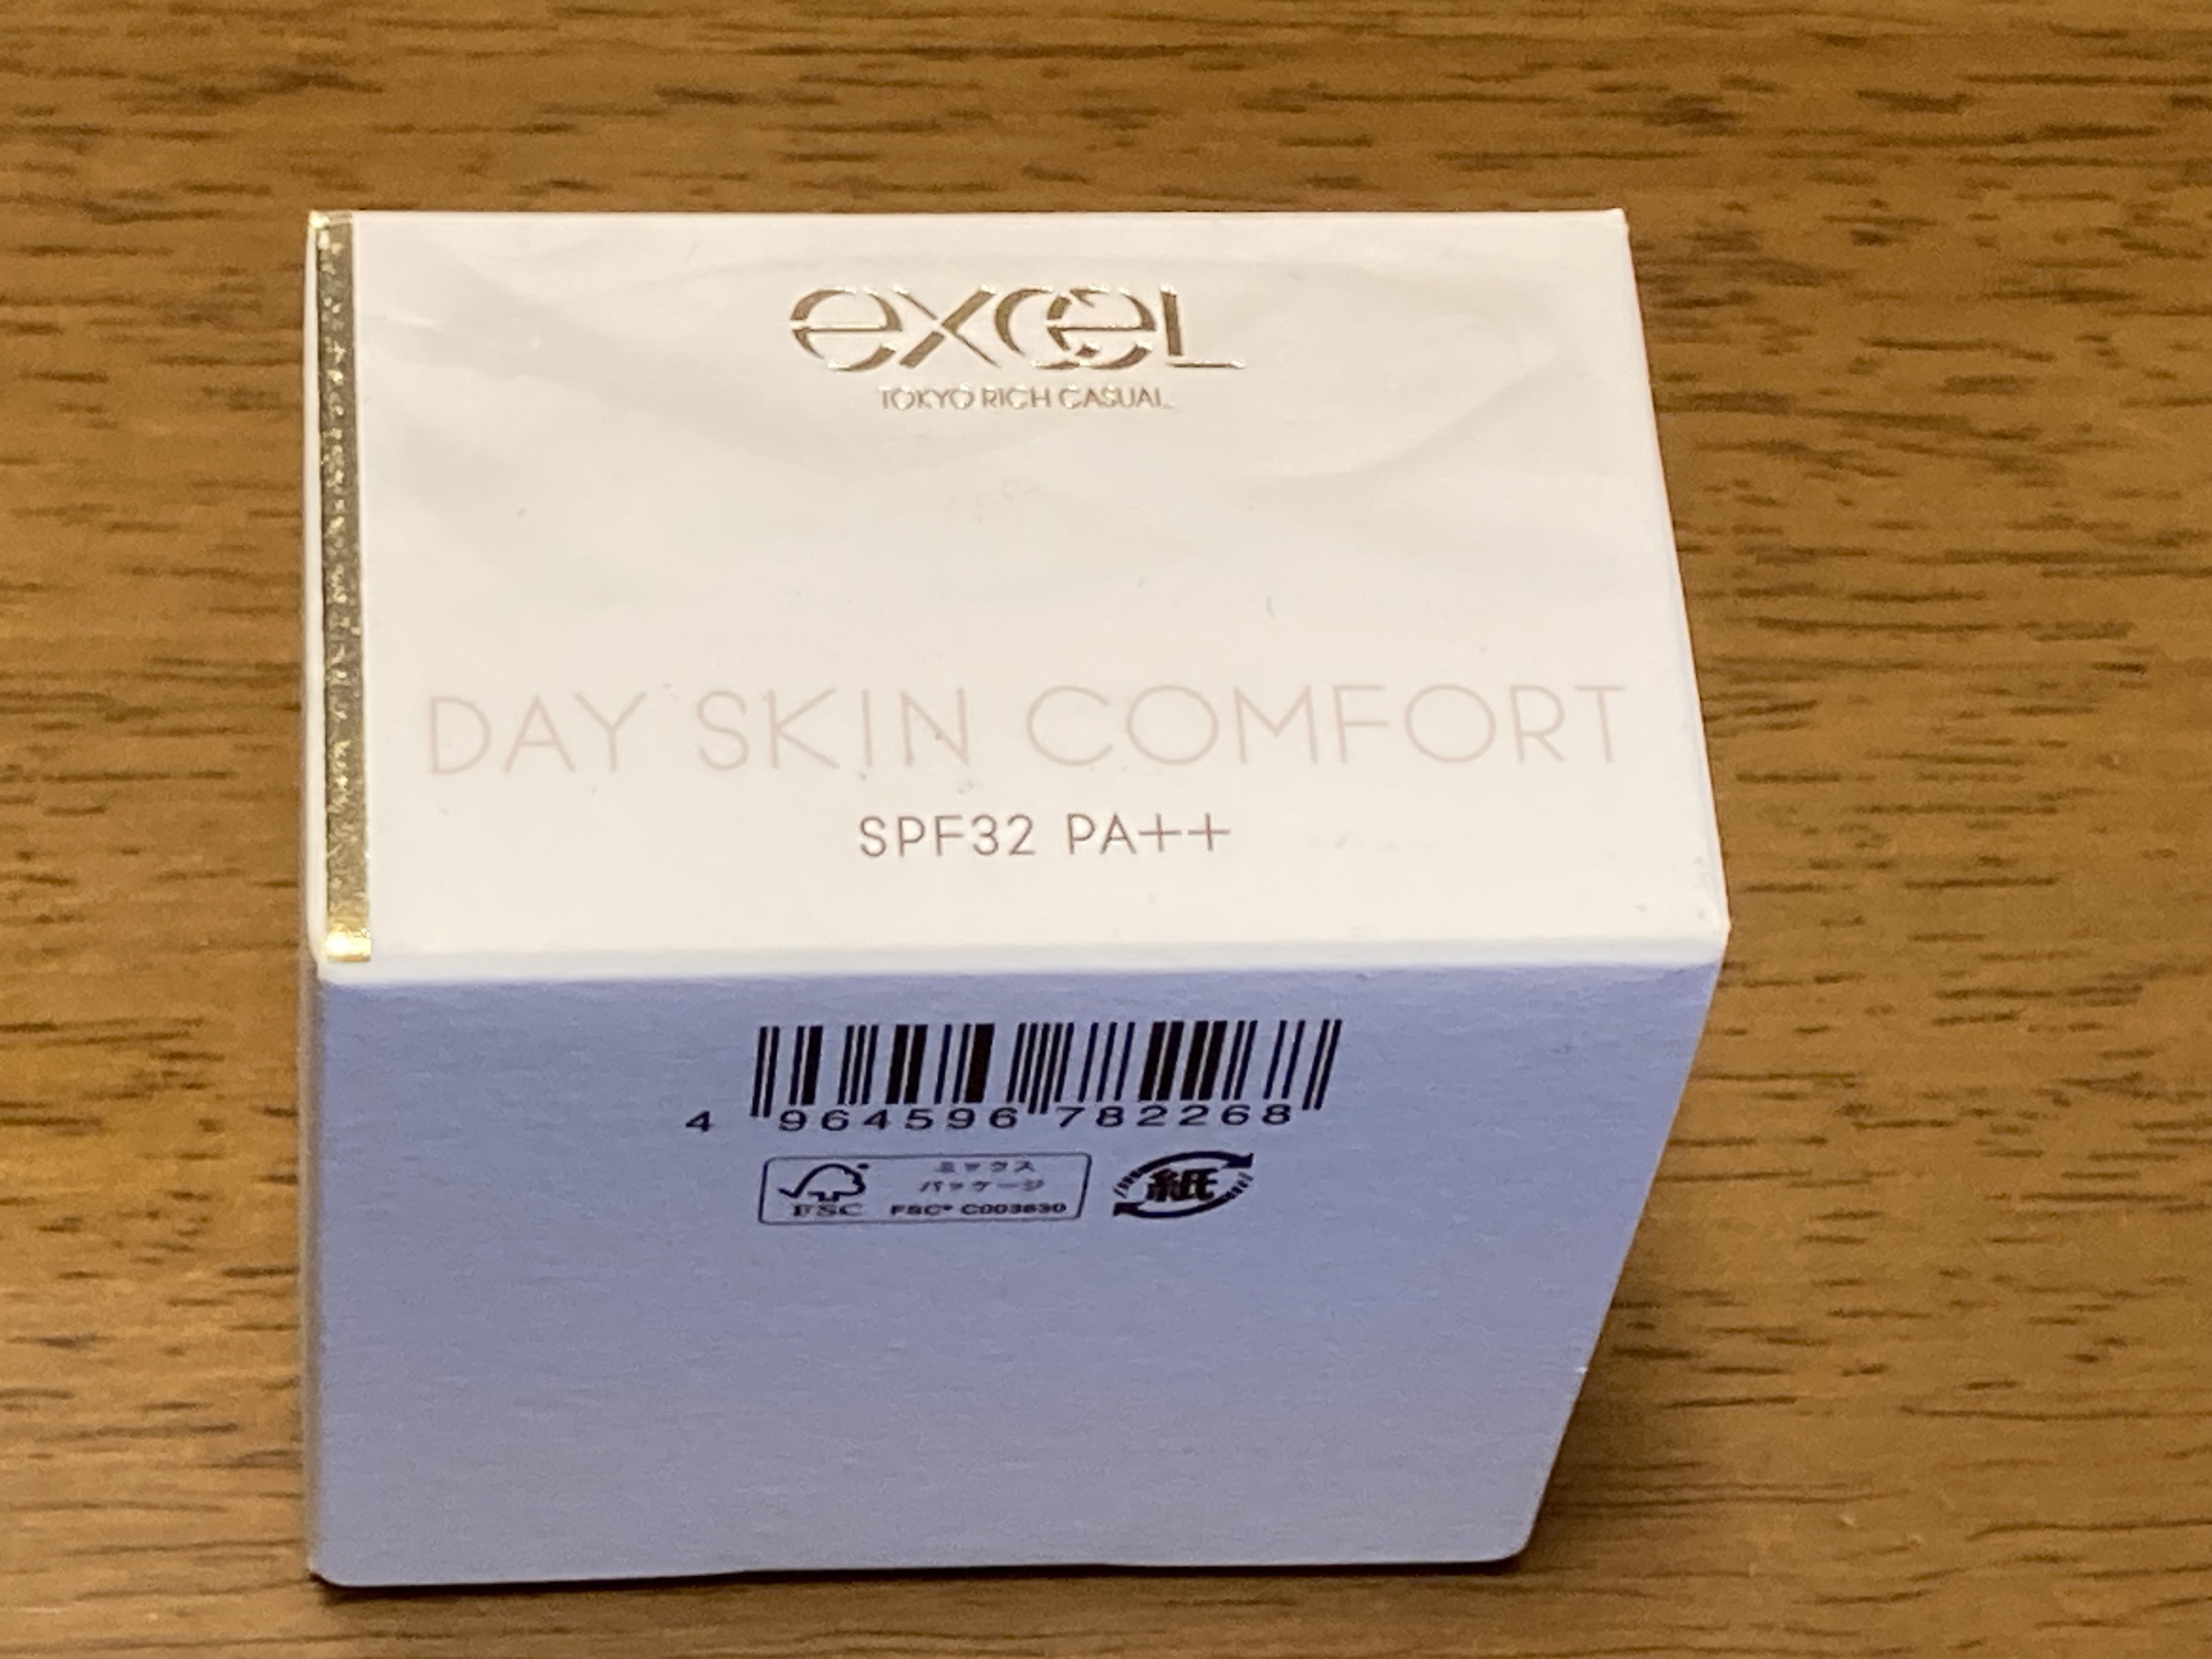 excel
TOKYO RICH CASUAL
DAY SKIN COMFORT
SPF32 PA++
4 964596 782268
ミックス
パッケージ
FSC
FSC® C003630
紙